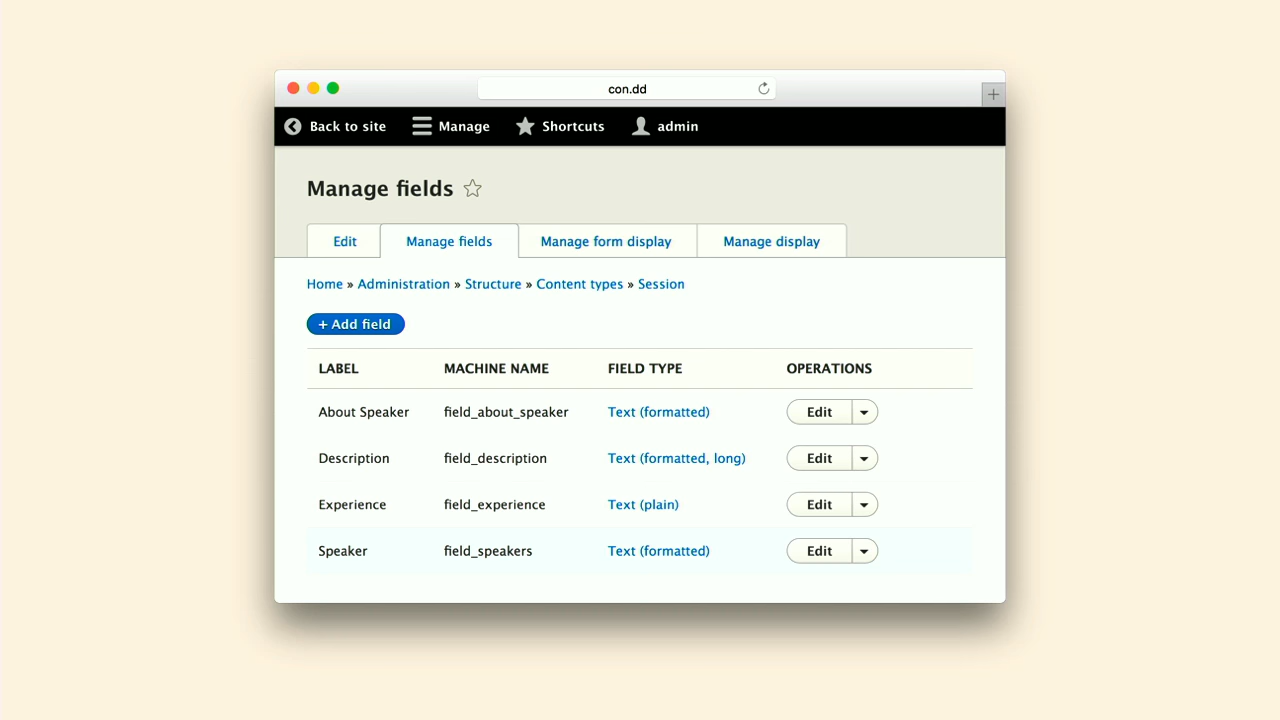 con.dd
Back to site Manage Shortcuts admin
Manage fields
Edit Manage fields Manage form display Manage display
Home » Administration » Structure » Content types » Session
+ Add field
LABEL MACHINE NAME FIELD TYPE OPERATIONS
About Speaker field_about_speaker Text (formatted) Edit
Description field_description Text (formatted, long) Edit
Experience field_experience Text (plain) Edit
Speaker field_speakers Text (formatted) Edit